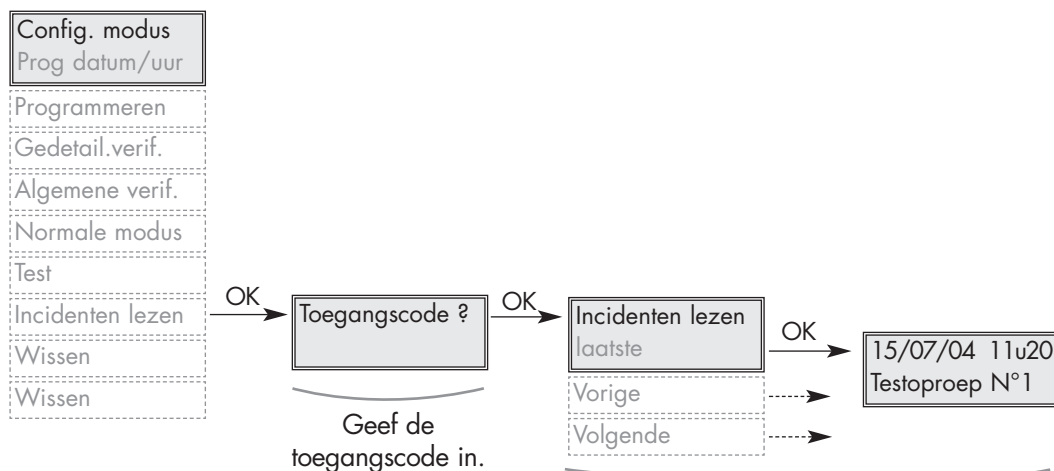 Config. modus
Prog datum/uur
Programmeren
Gedetail.verif.
Algemene verif.
Normale modus
Test
Incidenten lezen
Wissen
Wissen
OK
Toegangscode ?
Geef de
toegangscode in.
OK
Incidenten lezen
laatste
Vorige
Volgende
OK
15/07/04 11u20
Testoproep N°1